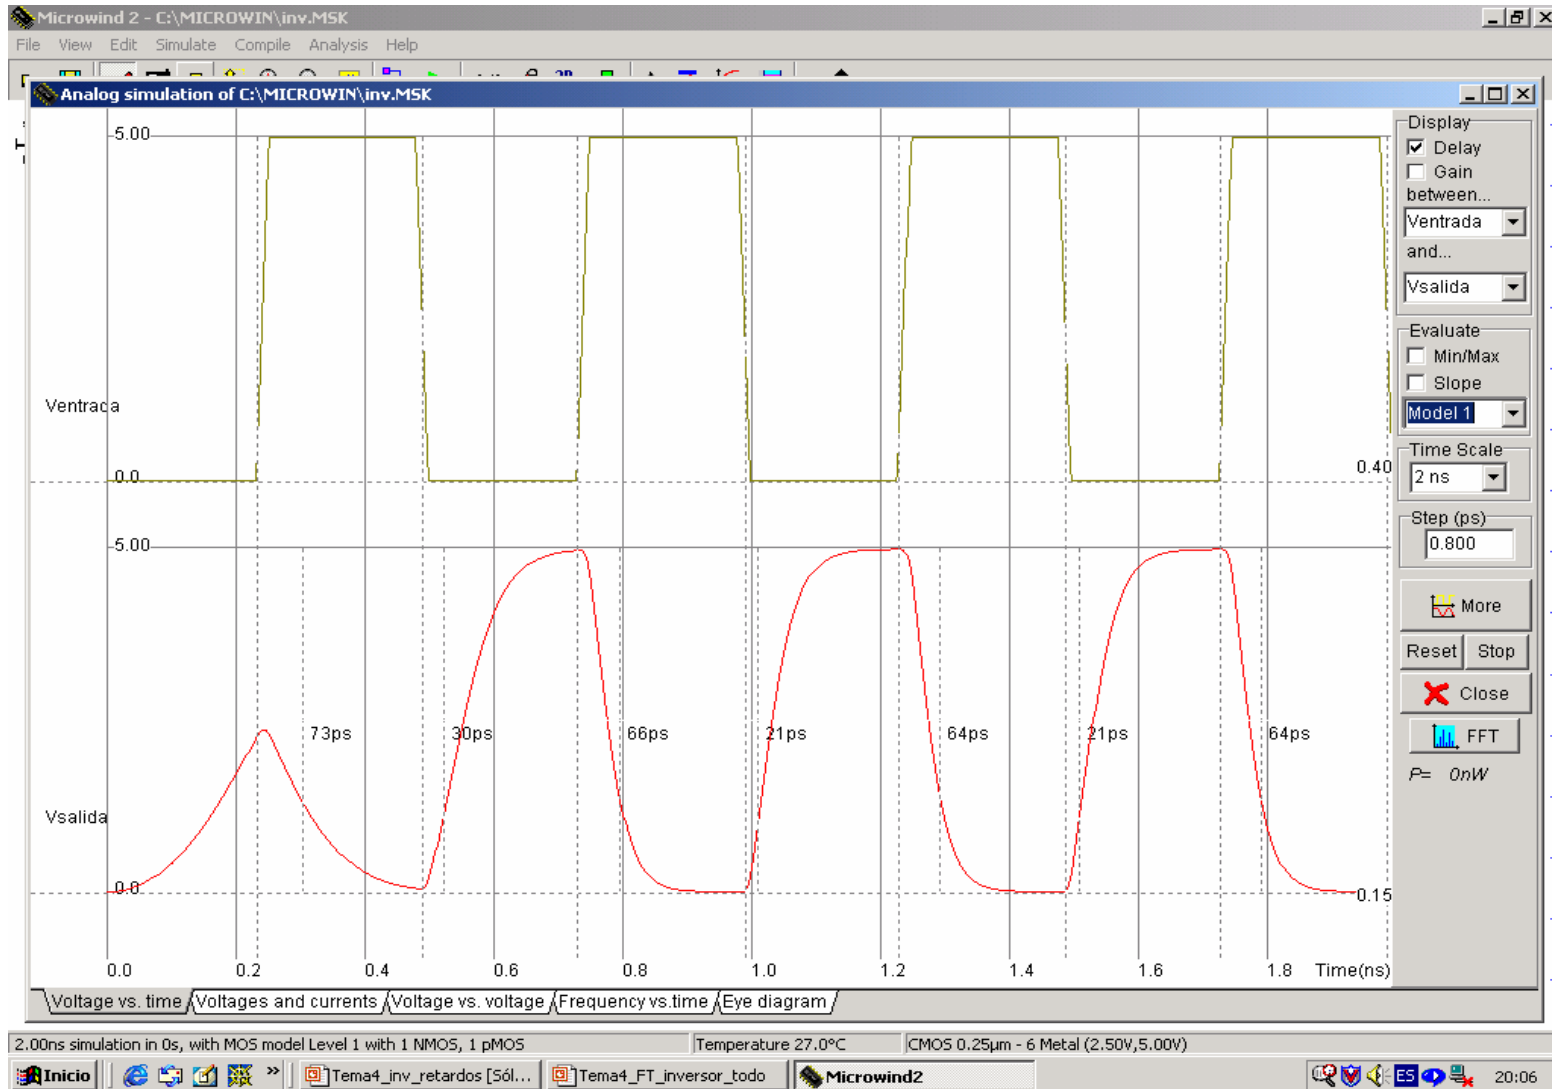 Microwind 2 - C:\MICROWIN\inv.MSK
File View Edit Simulate Compile Analysis Help
Analog simulation of C:\MICROWIN\inv.MSK
5.00
Ventrada
0.0
0.40
5.00
73ps
30ps
66ps
21ps
64ps
21ps
64ps
Vsalida
0.0
0.15
0.0 0.2 0.4 0.6 0.8 1.0 1.2 1.4 1.6 1.8 Time(ns)
Display
Delay
Gain
between...
Ventrada
and...
Vsalida
Evaluate
Min/Max
Slope
Model 1
Time Scale
2 ns
Step (ps)
0.800
More
Reset Stop
Close
FFT
P= 0nW
Voltage vs. time Voltages and currents Voltage vs. voltage Frequency vs.time Eye diagram
2.00ns simulation in 0s, with MOS model Level 1 with 1 NMOS, 1 pMOS Temperature 27.0°C CMOS 0.25µm - 6 Metal (2.50V,5.00V)
Inicio » Tema4_inv_retardos [Sól... Tema4_FT_inversor_todo Microwind2 ES 20:06